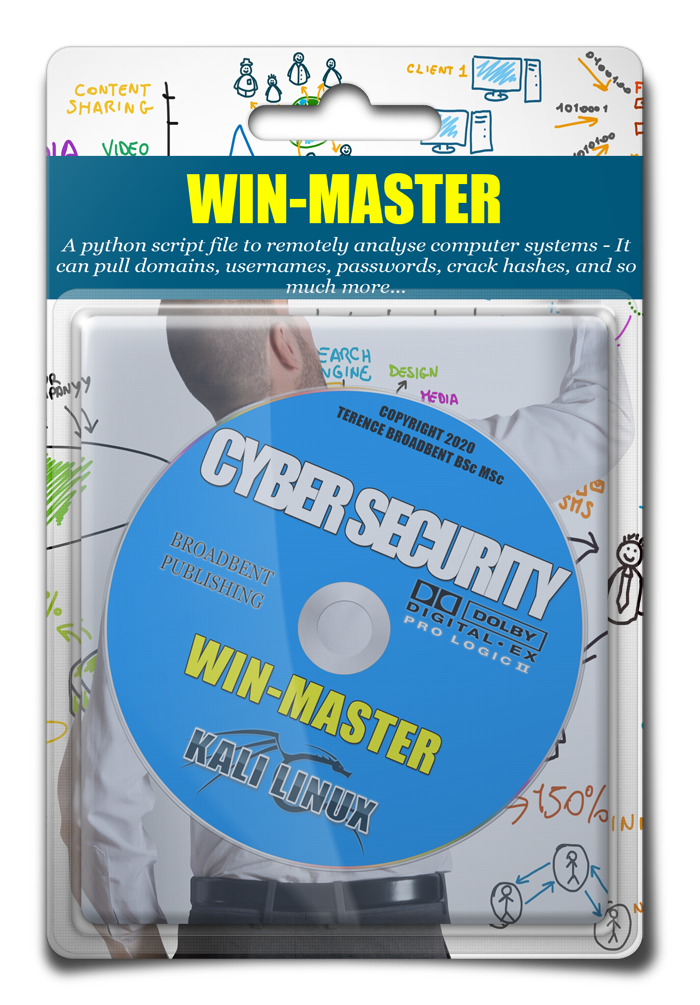 CONTENT
SHARING
VIDEO
CLIENT 1
0101001
WIN-MASTER
A python script file to remotely analyse computer systems - It
can pull domains, usernames, passwords, crack hashes, and so
much more...
DESIGN
MEDIA
COPYRIGHT 2020
TERENCE BROADBENT BSc MSc
CYBER SECURITY
SMS
BROADBENT
PUBLISHING
DOLBY
DIGITAL·EX
PRO LOGIC II
WIN-MASTER
KALI LINUX
150%